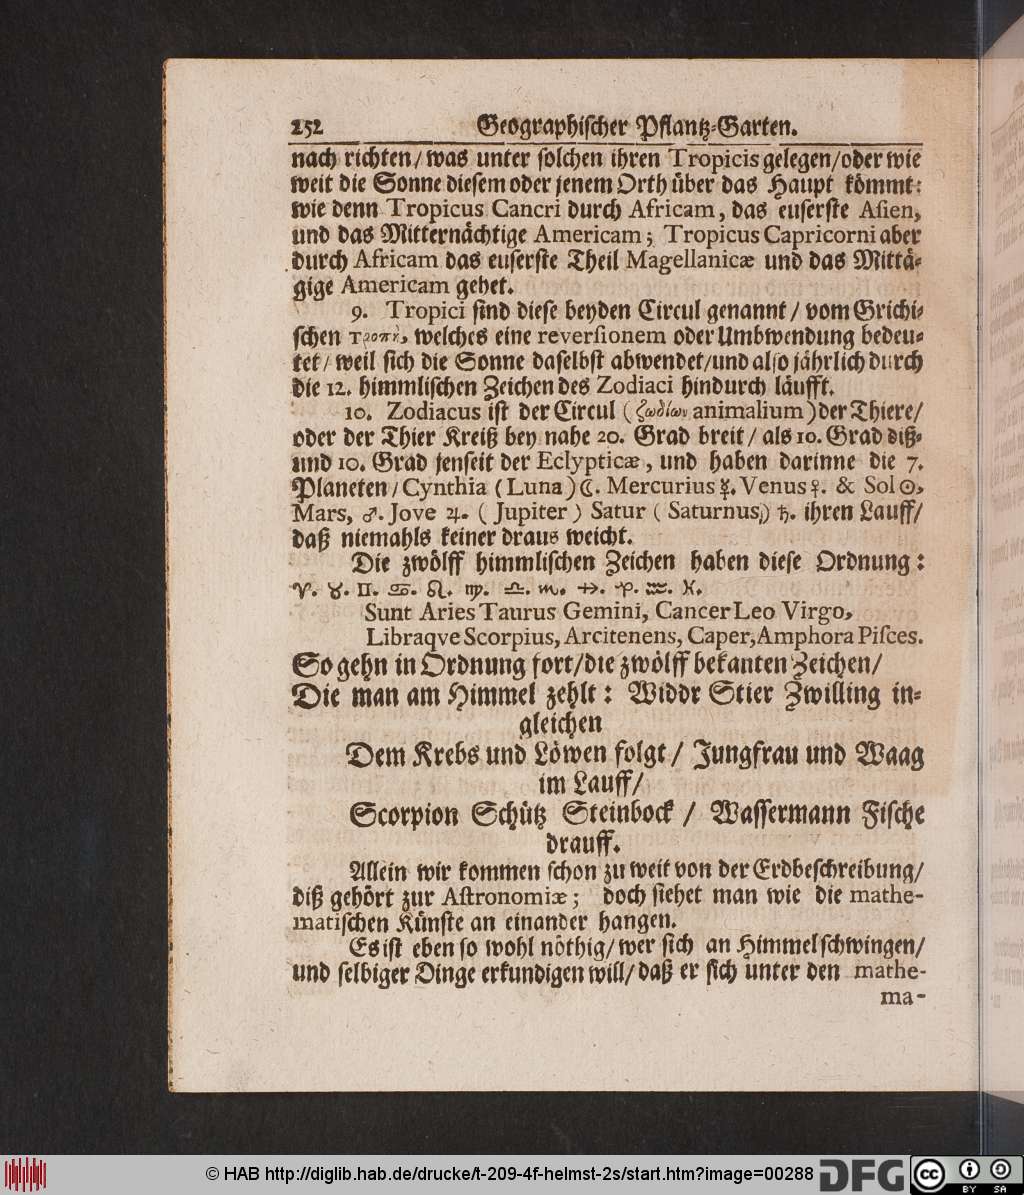 252 Geographiſcher Pflantz-Garten.
nach richten/ was unter ſolchen ihren Tropicis gelegen/ oder wie
weit die Sonne dieſem oder jenem Orth über das Haupt kömmt:
wie denn Tropicus Cancri durch Africam, das euſerſte Aſien,
und das Mitternächtige Americam; Tropicus Capricorni aber
durch Africam das euſerſte Theil Magellanicæ und das Mittä-
gige Americam gehet.
9. Tropici ſind dieſe beyden Circul genannt / vom Grichi-
ſchen τροπὴ, welches eine reverſionem oder Umbwendung bedeu-
tet/ weil ſich die Sonne daſelbſt abwendet/und alſo jährlich durch
die 12. himmliſchen Zeichen des Zodiaci hindurch läufft.
10. Zodiacus iſt der Circul (ζωδίων animalium) der Thiere/
oder der Thier Kreiß bey nahe 20. Grad breit / als 10. Grad diß-
und 10. Grad jenſeit der Eclypticæ, und haben darinne die 7.
Planeten / Cynthia (Luna) ☾. Mercurius ☿. Venus ♀. & Sol ☉,
Mars, ♂. Jove ♃. ( Jupiter ) Satur ( Saturnus,) ♄. ihren Lauff/
daß niemahls keiner draus weicht.
Die zwölff himmliſchen Zeichen haben dieſe Ordnung:
♈. ♉. ♊. ♋. ♌. ♍. ♎. ♏. ♐. ♑. ♒. ♓.
Sunt Aries Taurus Gemini, Cancer Leo Virgo,
Libraqve Scorpius, Arcitenens, Caper, Amphora Piſces.
So gehn in Ordnung fort/die zwölff bekanten Zeichen/
Die man am Himmel zehlt: Widdr Stier Zwilling in-
gleichen
Dem Krebs und Löwen folgt / Jungfrau und Waag
im Lauff/
Scorpion Schütz Steinbock / Waſſermann Fiſche
drauff.
Allein wir kommen ſchon zu weit von der Erdbeſchreibung/
diß gehört zur Aſtronomiæ; doch ſiehet man wie die mathe-
matiſchen Künſte an einander hangen.
Es iſt eben ſo wohl nöthig/ wer ſich an Himmel ſchwingen/
und ſelbiger Dinge erkundigen will/ daß er ſich unter den mathe-
ma-
© HAB http://diglib.hab.de/drucke/t-209-4f-helmst-2s/start.htm?image=00288 DFG cc BY SA